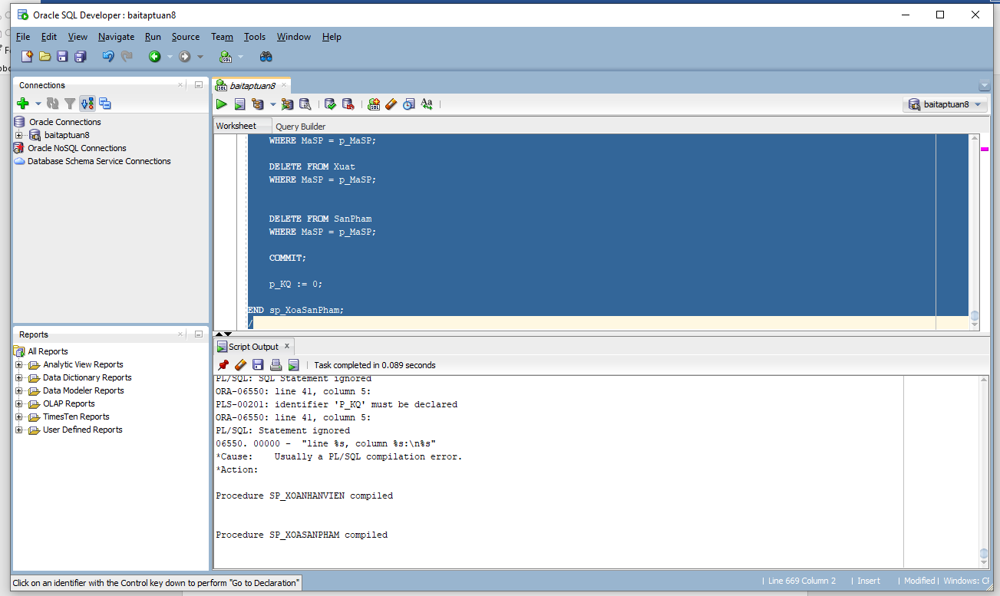 Oracle SQL Developer : baitaptuan8
File Edit View Navigate Run Source Team Tools Window Help
Connections
Oracle Connections
baitaptuan8
Oracle NoSQL Connections
Database Schema Service Connections
Reports
All Reports
Analytic View Reports
Data Dictionary Reports
Data Modeler Reports
OLAP Reports
TimesTen Reports
User Defined Reports
baitaptuan8
SQL
Aa
baitaptuan8
Worksheet Query Builder
WHERE MaSP = p_MaSP;
DELETE FROM Xuat
WHERE MaSP = p_MaSP;
DELETE FROM SanPham
WHERE MaSP = p_MaSP;
COMMIT;
p_KQ := 0;
END sp_XoaSanPham;
/
Script Output
Task completed in 0.089 seconds
PL/SQL: SQL Statement ignored
ORA-06550: line 41, column 5:
PLS-00201: identifier 'P_KQ' must be declared
ORA-06550: line 41, column 5:
PL/SQL: Statement ignored
06550. 00000 - "line %s, column %s:\n%s"
*Cause: Usually a PL/SQL compilation error.
*Action:
Procedure SP_XOANHANVIEN compiled
Procedure SP_XOASANPHAM compiled
Click on an identifier with the Control key down to perform "Go to Declaration"
| Line 669 Column 2 | Insert | Modified | Windows: